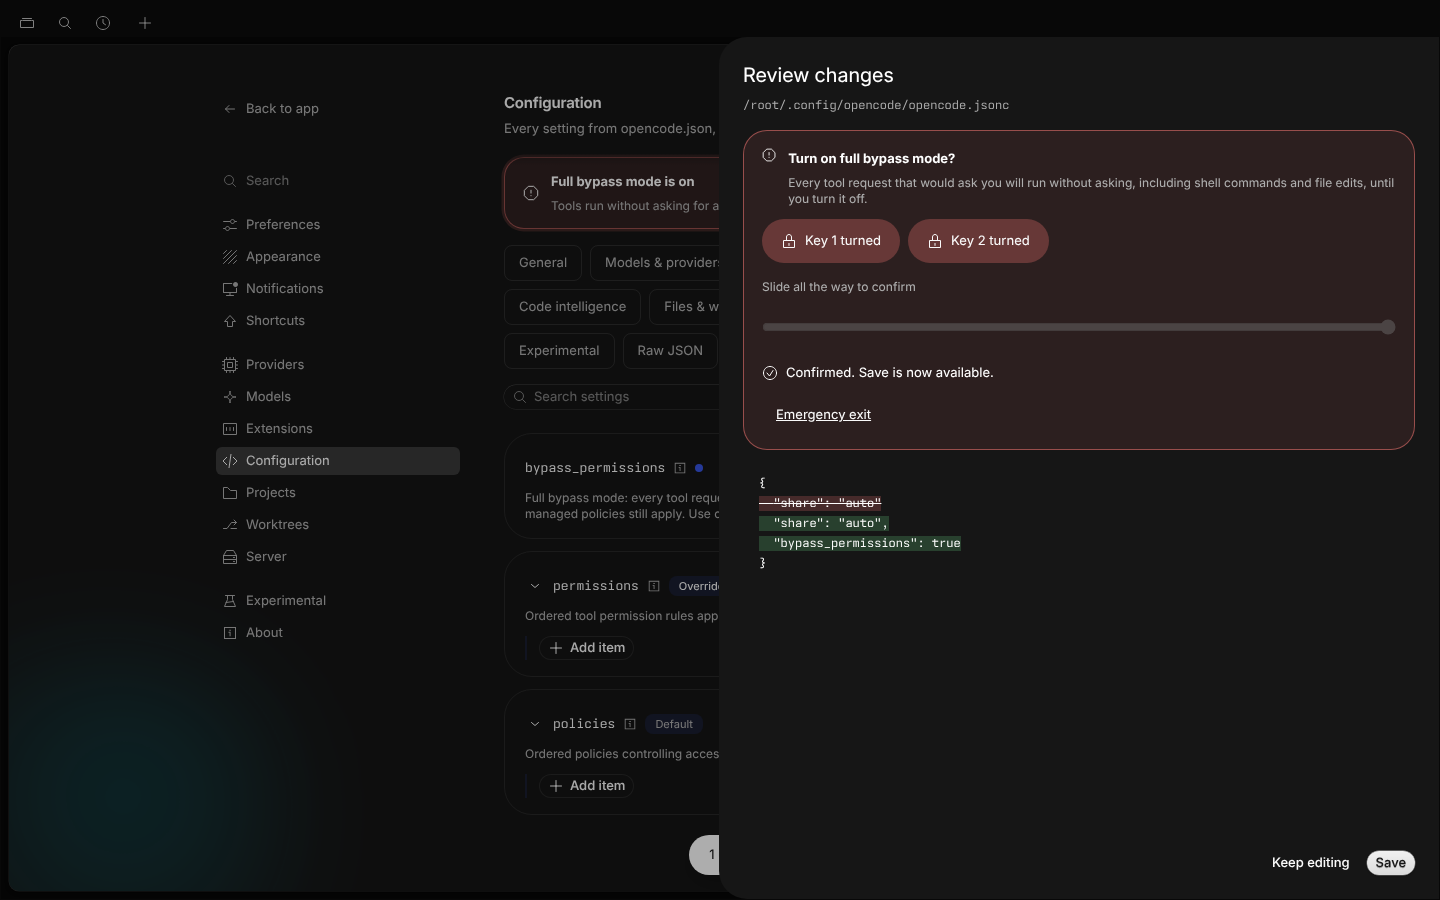 Review changes
/root/.config/opencode/opencode.jsonc
Back to app
Configuration
Every setting from opencode.json,
Turn on full bypass mode?
Every tool request that would ask you will run without asking, including shell commands and file edits, until
you turn it off.
Search
Full bypass mode is on
Tools run without asking for a
Preferences
Appearance
Notifications
Shortcuts
Key 1 turned
Key 2 turned
General
Models & providers
Slide all the way to confirm
Code intelligence
Files & w
Experimental
Raw JSON
Providers
Models
Extensions
Configuration
Projects
Worktrees
Server
Experimental
About
Search settings
Confirmed. Save is now available.
Emergency exit
bypass_permissions
Full bypass mode: every tool reque
managed policies still apply. Use c
{
"share": "auto"
"share": "auto",
"bypass_permissions": true
}
permissions
Override
Ordered tool permission rules app
Add item
policies
Default
Ordered policies controlling acces
Add item
1
Keep editing
Save